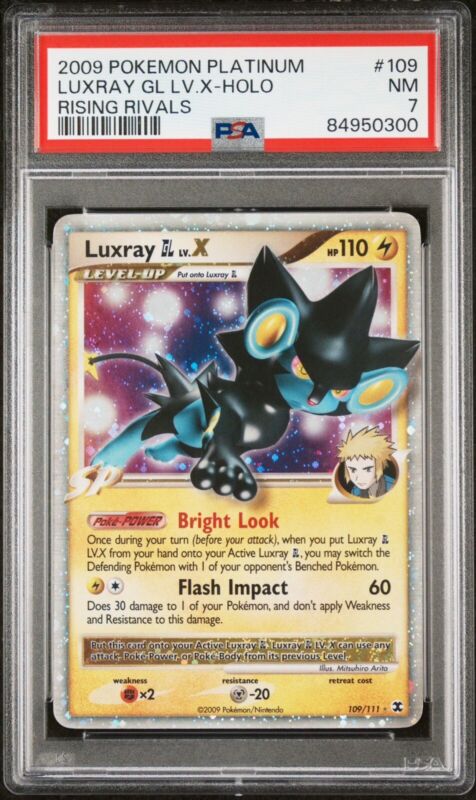 2009 POKEMON PLATINUM #109
LUXRAY GL LV.X-HOLO NM
RISING RIVALS 7
PSA 84950300
Luxray GL LV.X HP110
LEVEL-UP Put onto Luxray GL
SP
Poké-POWER Bright Look
Once during your turn (before your attack), when you put Luxray GL
LV.X from your hand onto your Active Luxray GL, you may switch the
Defending Pokémon with 1 of your opponent's Benched Pokémon.
Flash Impact 60
Does 30 damage to 1 of your Pokémon, and don't apply Weakness
and Resistance to this damage.
Put this card onto your Active Luxray GL. Luxray GL LV.X can use any
attack, Poké-Power, or Poké-Body from its previous Level.
Illus. Mitsuhiro Arita
weakness resistance retreat cost
×2 -20
©2009 Pokémon/Nintendo 109/111